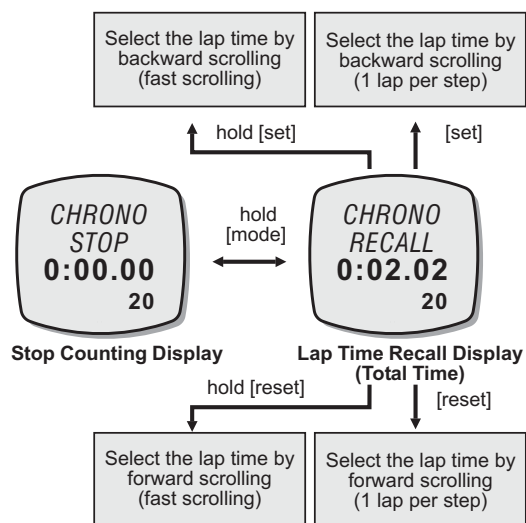 Select the lap time by
backward scrolling
(fast scrolling)
Select the lap time by
backward scrolling
(1 lap per step)
hold [set]
[set]
CHRONO
STOP
0:00.00
20
hold
[mode]
CHRONO
RECALL
0:02.02
20
Stop Counting Display
Lap Time Recall Display
(Total Time)
hold [reset]
[reset]
Select the lap time by
forward scrolling
(fast scrolling)
Select the lap time by
forward scrolling
(1 lap per step)